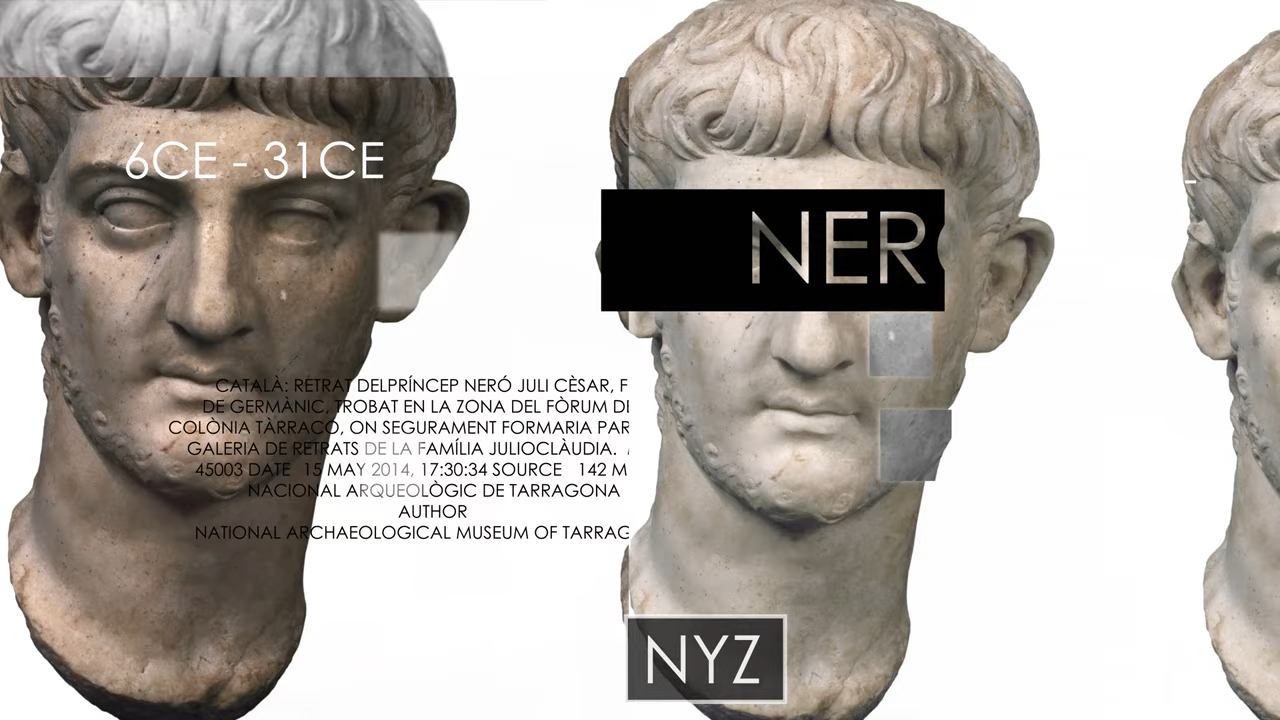 6CE - 31CE
NER
CATALÀ: RETRAT DELPRÍNCEP NERÓ JULI CÈSAR, F
DE GERMÀNIC, TROBAT EN LA ZONA DEL FÒRUM DE
COLÒNIA TÀRRACO, ON SEGURAMENT FORMARIA PAR
GALERIA DE RETRATS DE LA FAMÍLIA JULIOCLÀUDIA.
45003 DATE 15 MAY 2014, 17:30:34 SOURCE 142 M
NACIONAL ARQUEOLÒGIC DE TARRAGONA
AUTHOR
NATIONAL ARCHAEOLOGICAL MUSEUM OF TARRAG
NYZ